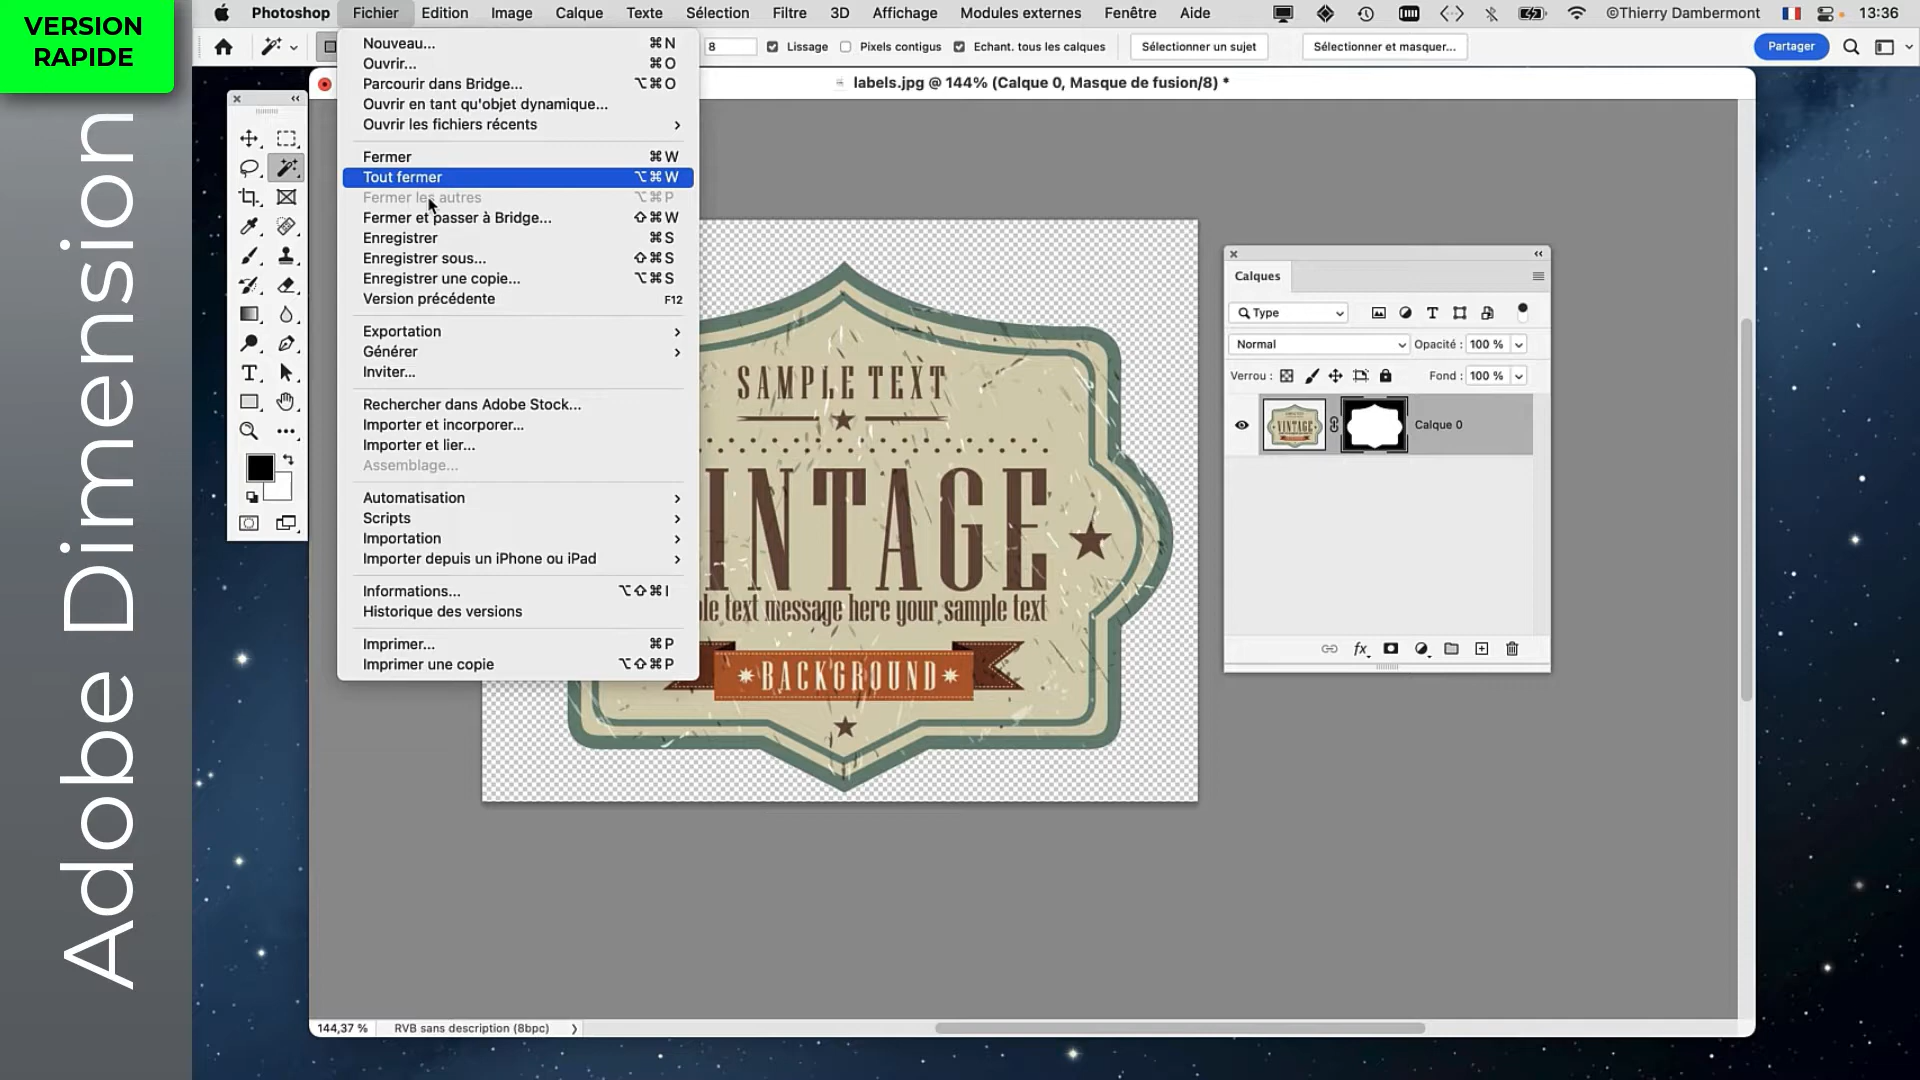 VERSION
RAPIDE
Adobe Dimension
Photoshop Fichier Edition Image Calque Texte Sélection Filtre 3D Affichage Modules externes Fenêtre Aide ©Thierry Dambermont 13:36
8 Lissage Pixels contigus Echant. tous les calques Sélectionner un sujet Sélectionner et masquer... Partager
labels.jpg @ 144% (Calque 0, Masque de fusion/8) *
Nouveau... ⌘N
Ouvrir... ⌘O
Parcourir dans Bridge... ⌥⌘O
Ouvrir en tant qu'objet dynamique...
Ouvrir les fichiers récents
Fermer ⌘W
Tout fermer ⌥⌘W
Fermer les autres ⌥⌘P
Fermer et passer à Bridge... ⇧⌘W
Enregistrer ⌘S
Enregistrer sous... ⇧⌘S
Enregistrer une copie... ⌥⌘S
Version précédente F12
Exportation
Générer
Inviter...
Rechercher dans Adobe Stock...
Importer et incorporer...
Importer et lier...
Assemblage...
Automatisation
Scripts
Importation
Importer depuis un iPhone ou iPad
Informations... ⌥⇧⌘I
Historique des versions
Imprimer... ⌘P
Imprimer une copie ⌥⇧⌘P
SAMPLE TEXT
INTAGE
le text message here your sample text
BACKGROUND
Calques
Type
Normal Opacité : 100 %
Verrou : Fond : 100 %
VINTAGE
Calque 0
fx
144,37 % RVB sans description (8bpc)